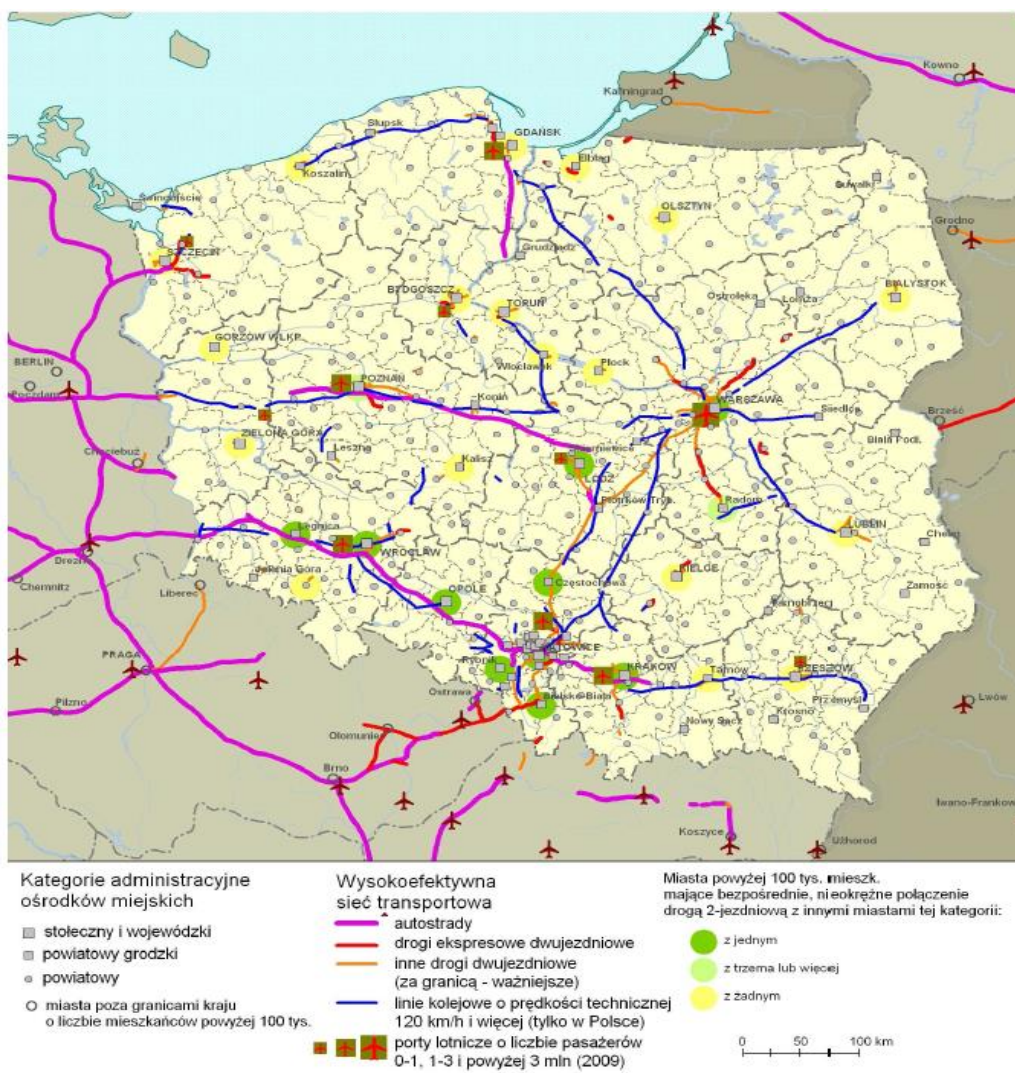 Kowno
Kaliningrad
Słupsk
GDAŃSK
Elbląg
Koszalin
Suwałki
Świnoujście
OLSZTYN
Grodno
SZCZECIN
Grudziądz
BYDGOSZCZ
TORUŃ
Ostrołęka
Łomża
BIAŁYSTOK
GORZÓW WLKP
Włocławek
Płock
BERLIN
Poczdam
POZNAŃ
Konin
WARSZAWA
Siedlce
Brześć
ZIELONA GÓRA
Leszno
Kalisz
Skierniewice
ŁÓDŹ
Biała Podl.
Chociebuż
Piotrków Tryb.
Radom
LUBLIN
Chełm
Legnica
WROCŁAW
Drezno
Chemnitz
Jelenia Góra
Liberec
OPOLE
Częstochowa
KIELCE
Zamość
Tarnobrzeg
PRAGA
KATOWICE
Rybnik
KRAKÓW
Tarnów
RZESZÓW
Pilzno
Ostrawa
Bielsko-Biała
Przemyśl
Lwów
Nowy Sącz
Krosno
Ołomuniec
Brno
Iwano-Frankow
Koszyce
Użhorod
Kategorie administracyjne
ośrodków miejskich
stołeczny i wojewódzki
powiatowy grodzki
powiatowy
miasta poza granicami kraju
o liczbie mieszkańców powyżej 100 tys.
Wysokoefektywna
sieć transportowa
autostrady
drogi ekspresowe dwujezdniowe
inne drogi dwujezdniowe
(za granicą - ważniejsze)
linie kolejowe o prędkości technicznej
120 km/h i więcej (tylko w Polsce)
porty lotnicze o liczbie pasażerów
0-1, 1-3 i powyżej 3 mln (2009)
Miasta powyżej 100 tys. mieszk.
mające bezpośrednie, nieokrężne połączenie
drogą 2-jezdniową z innymi miastami tej kategorii:
z jednym
z trzema lub więcej
z żadnym
0 50 100 km